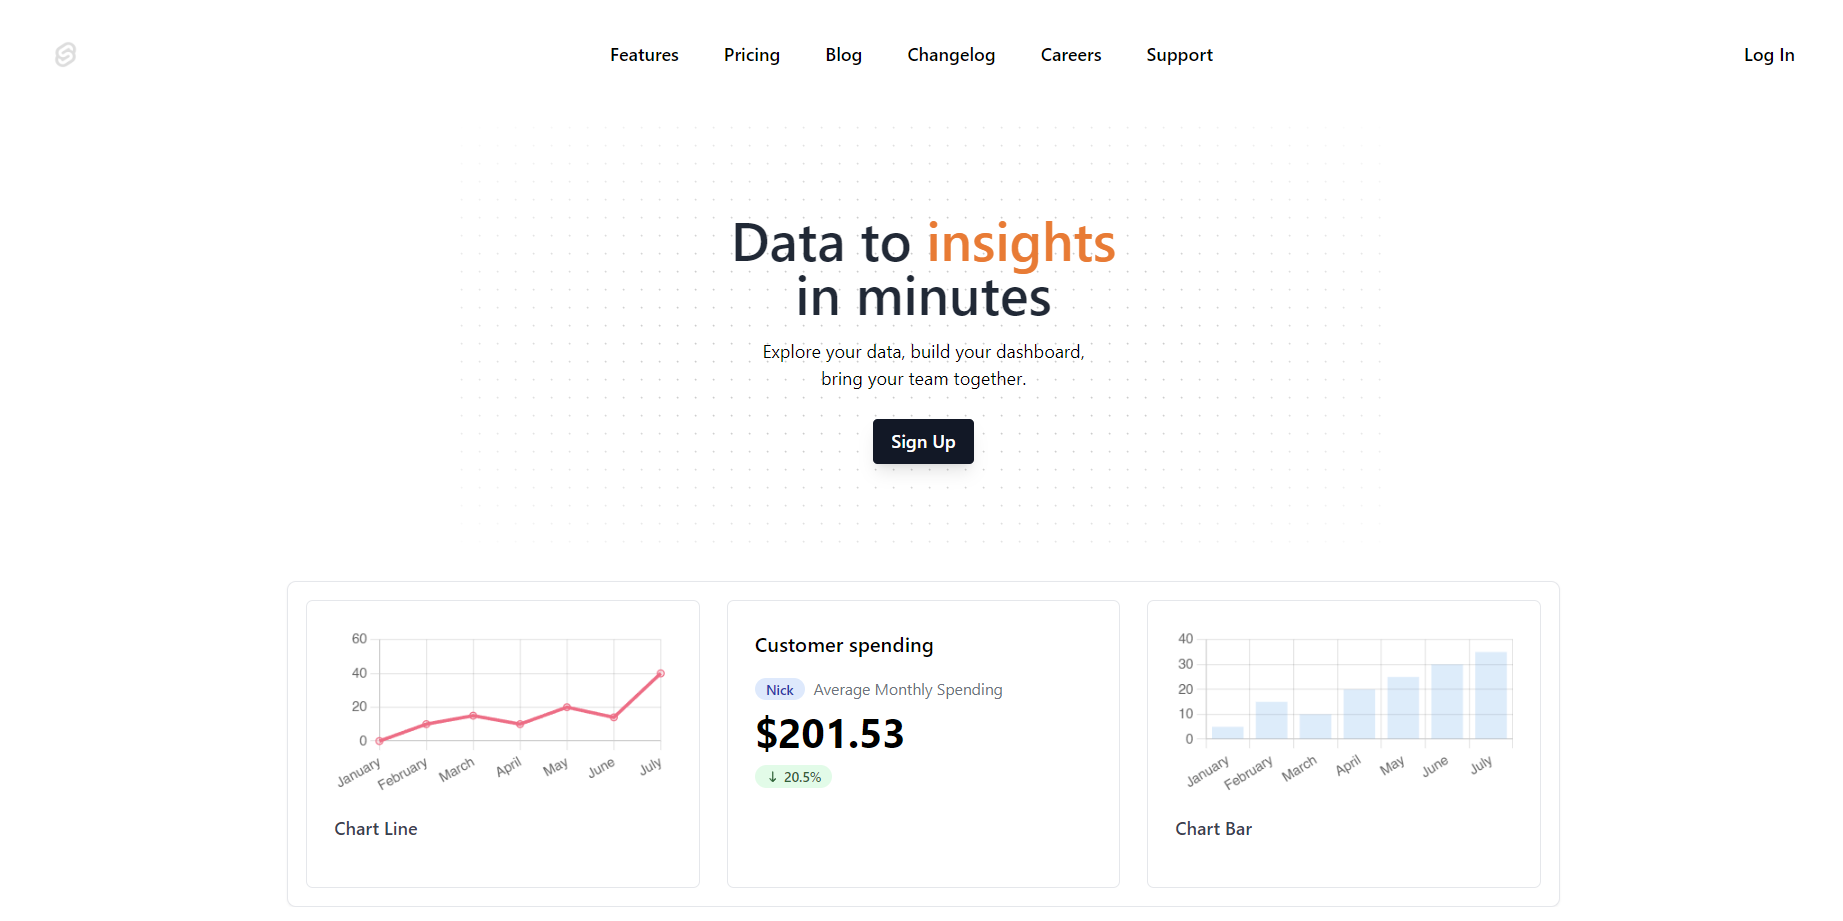 Features Pricing Blog Changelog Careers Support Log In
Data to insights
in minutes
Explore your data, build your dashboard,
bring your team together.
Sign Up
60
40
20
0
January February March April May June July
Chart Line
Customer spending
Nick Average Monthly Spending
$201.53
↓ 20.5%
40
30
20
10
0
January February March April May June July
Chart Bar